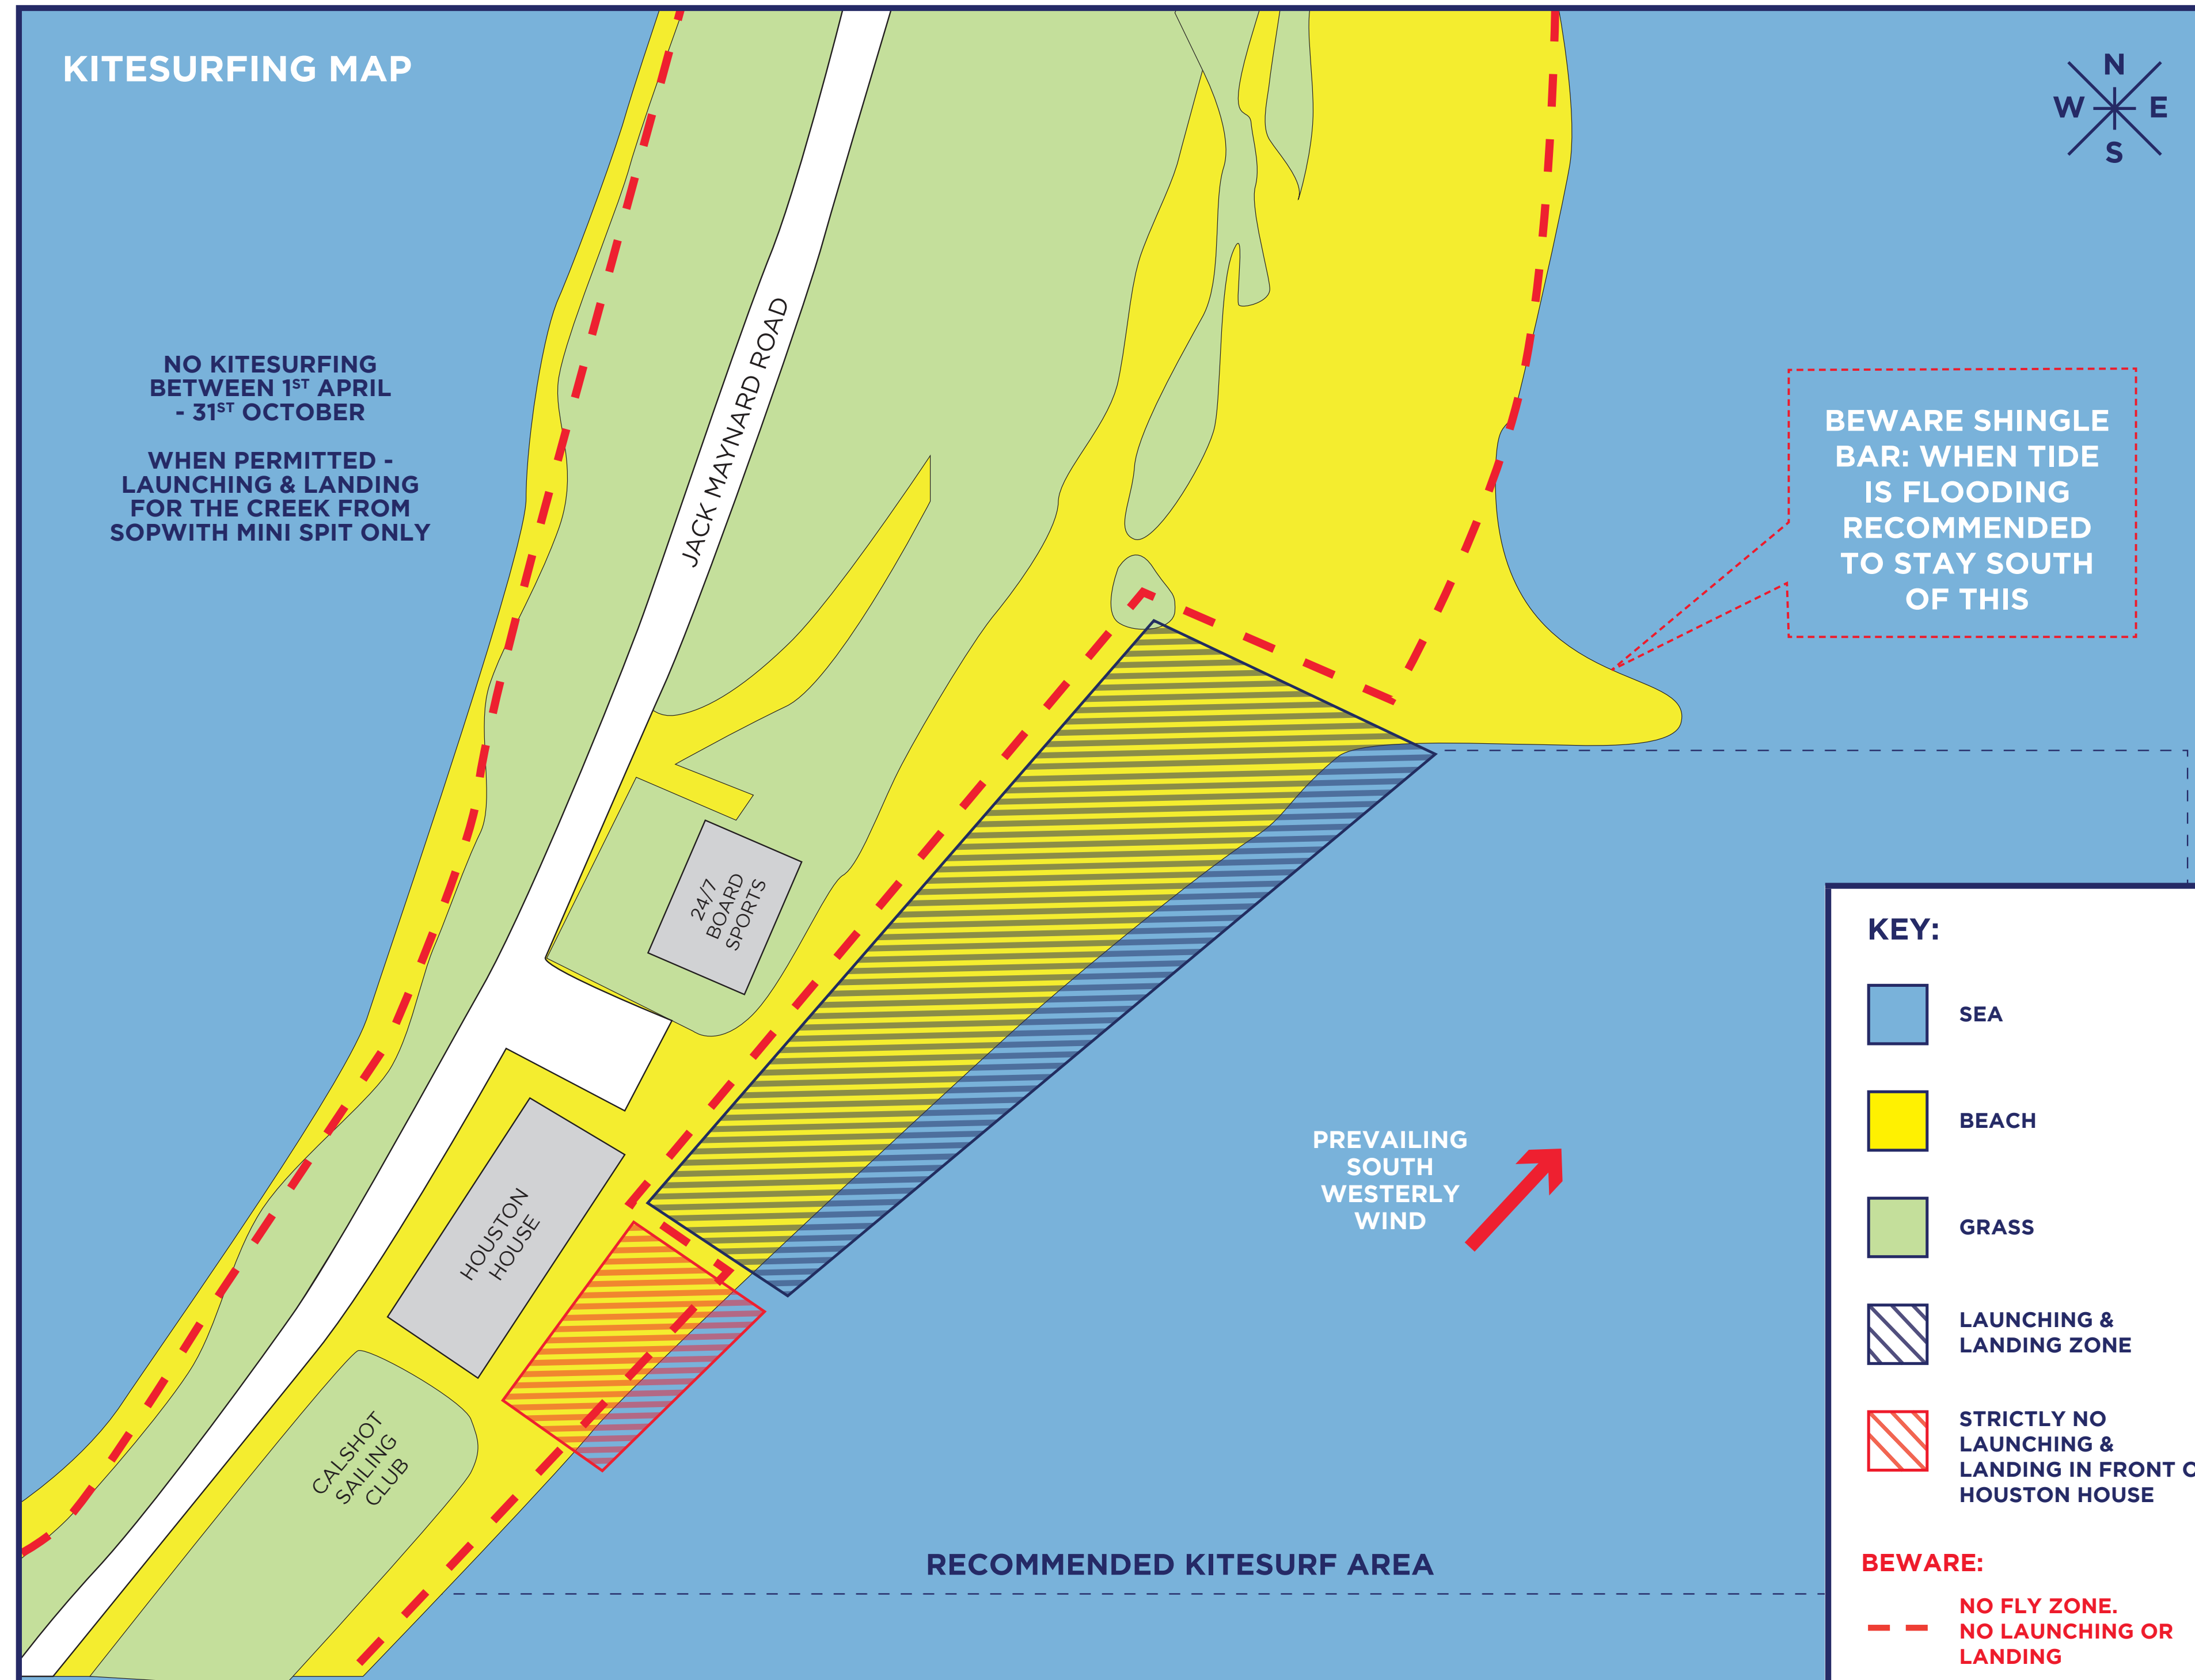 KITESURFING MAP
N
W E
S
NO KITESURFING
BETWEEN 1ST APRIL
- 31ST OCTOBER
WHEN PERMITTED -
LAUNCHING & LANDING
FOR THE CREEK FROM
SOPWITH MINI SPIT ONLY
JACK MAYNARD ROAD
BEWARE SHINGLE
BAR: WHEN TIDE
IS FLOODING
RECOMMENDED
TO STAY SOUTH
OF THIS
24/7
BOARD
SPORTS
HOUSTON
HOUSE
CALSHOT
SAILING
CLUB
PREVAILING
SOUTH
WESTERLY
WIND
RECOMMENDED KITESURF AREA
KEY:
SEA
BEACH
GRASS
LAUNCHING &
LANDING ZONE
STRICTLY NO
LAUNCHING &
LANDING IN FRONT
HOUSTON HOUSE
BEWARE:
NO FLY ZONE.
NO LAUNCHING OR
LANDING